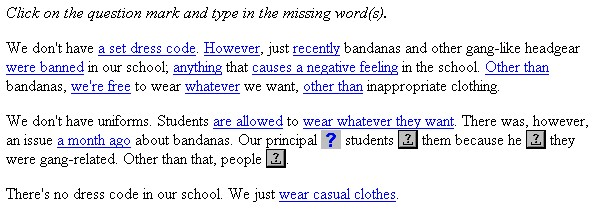 Click on the question mark and type in the missing word(s).
We don't have a set dress code. However, just recently bandanas and other gang-like headgear
were banned in our school; anything that causes a negative feeling in the school. Other than
bandanas, we're free to wear whatever we want, other than inappropriate clothing.
We don't have uniforms. Students are allowed to wear whatever they want. There was, however,
an issue a month ago about bandanas. Our principal ? students ? them because he ? they
were gang-related. Other than that, people ?.
There's no dress code in our school. We just wear casual clothes.